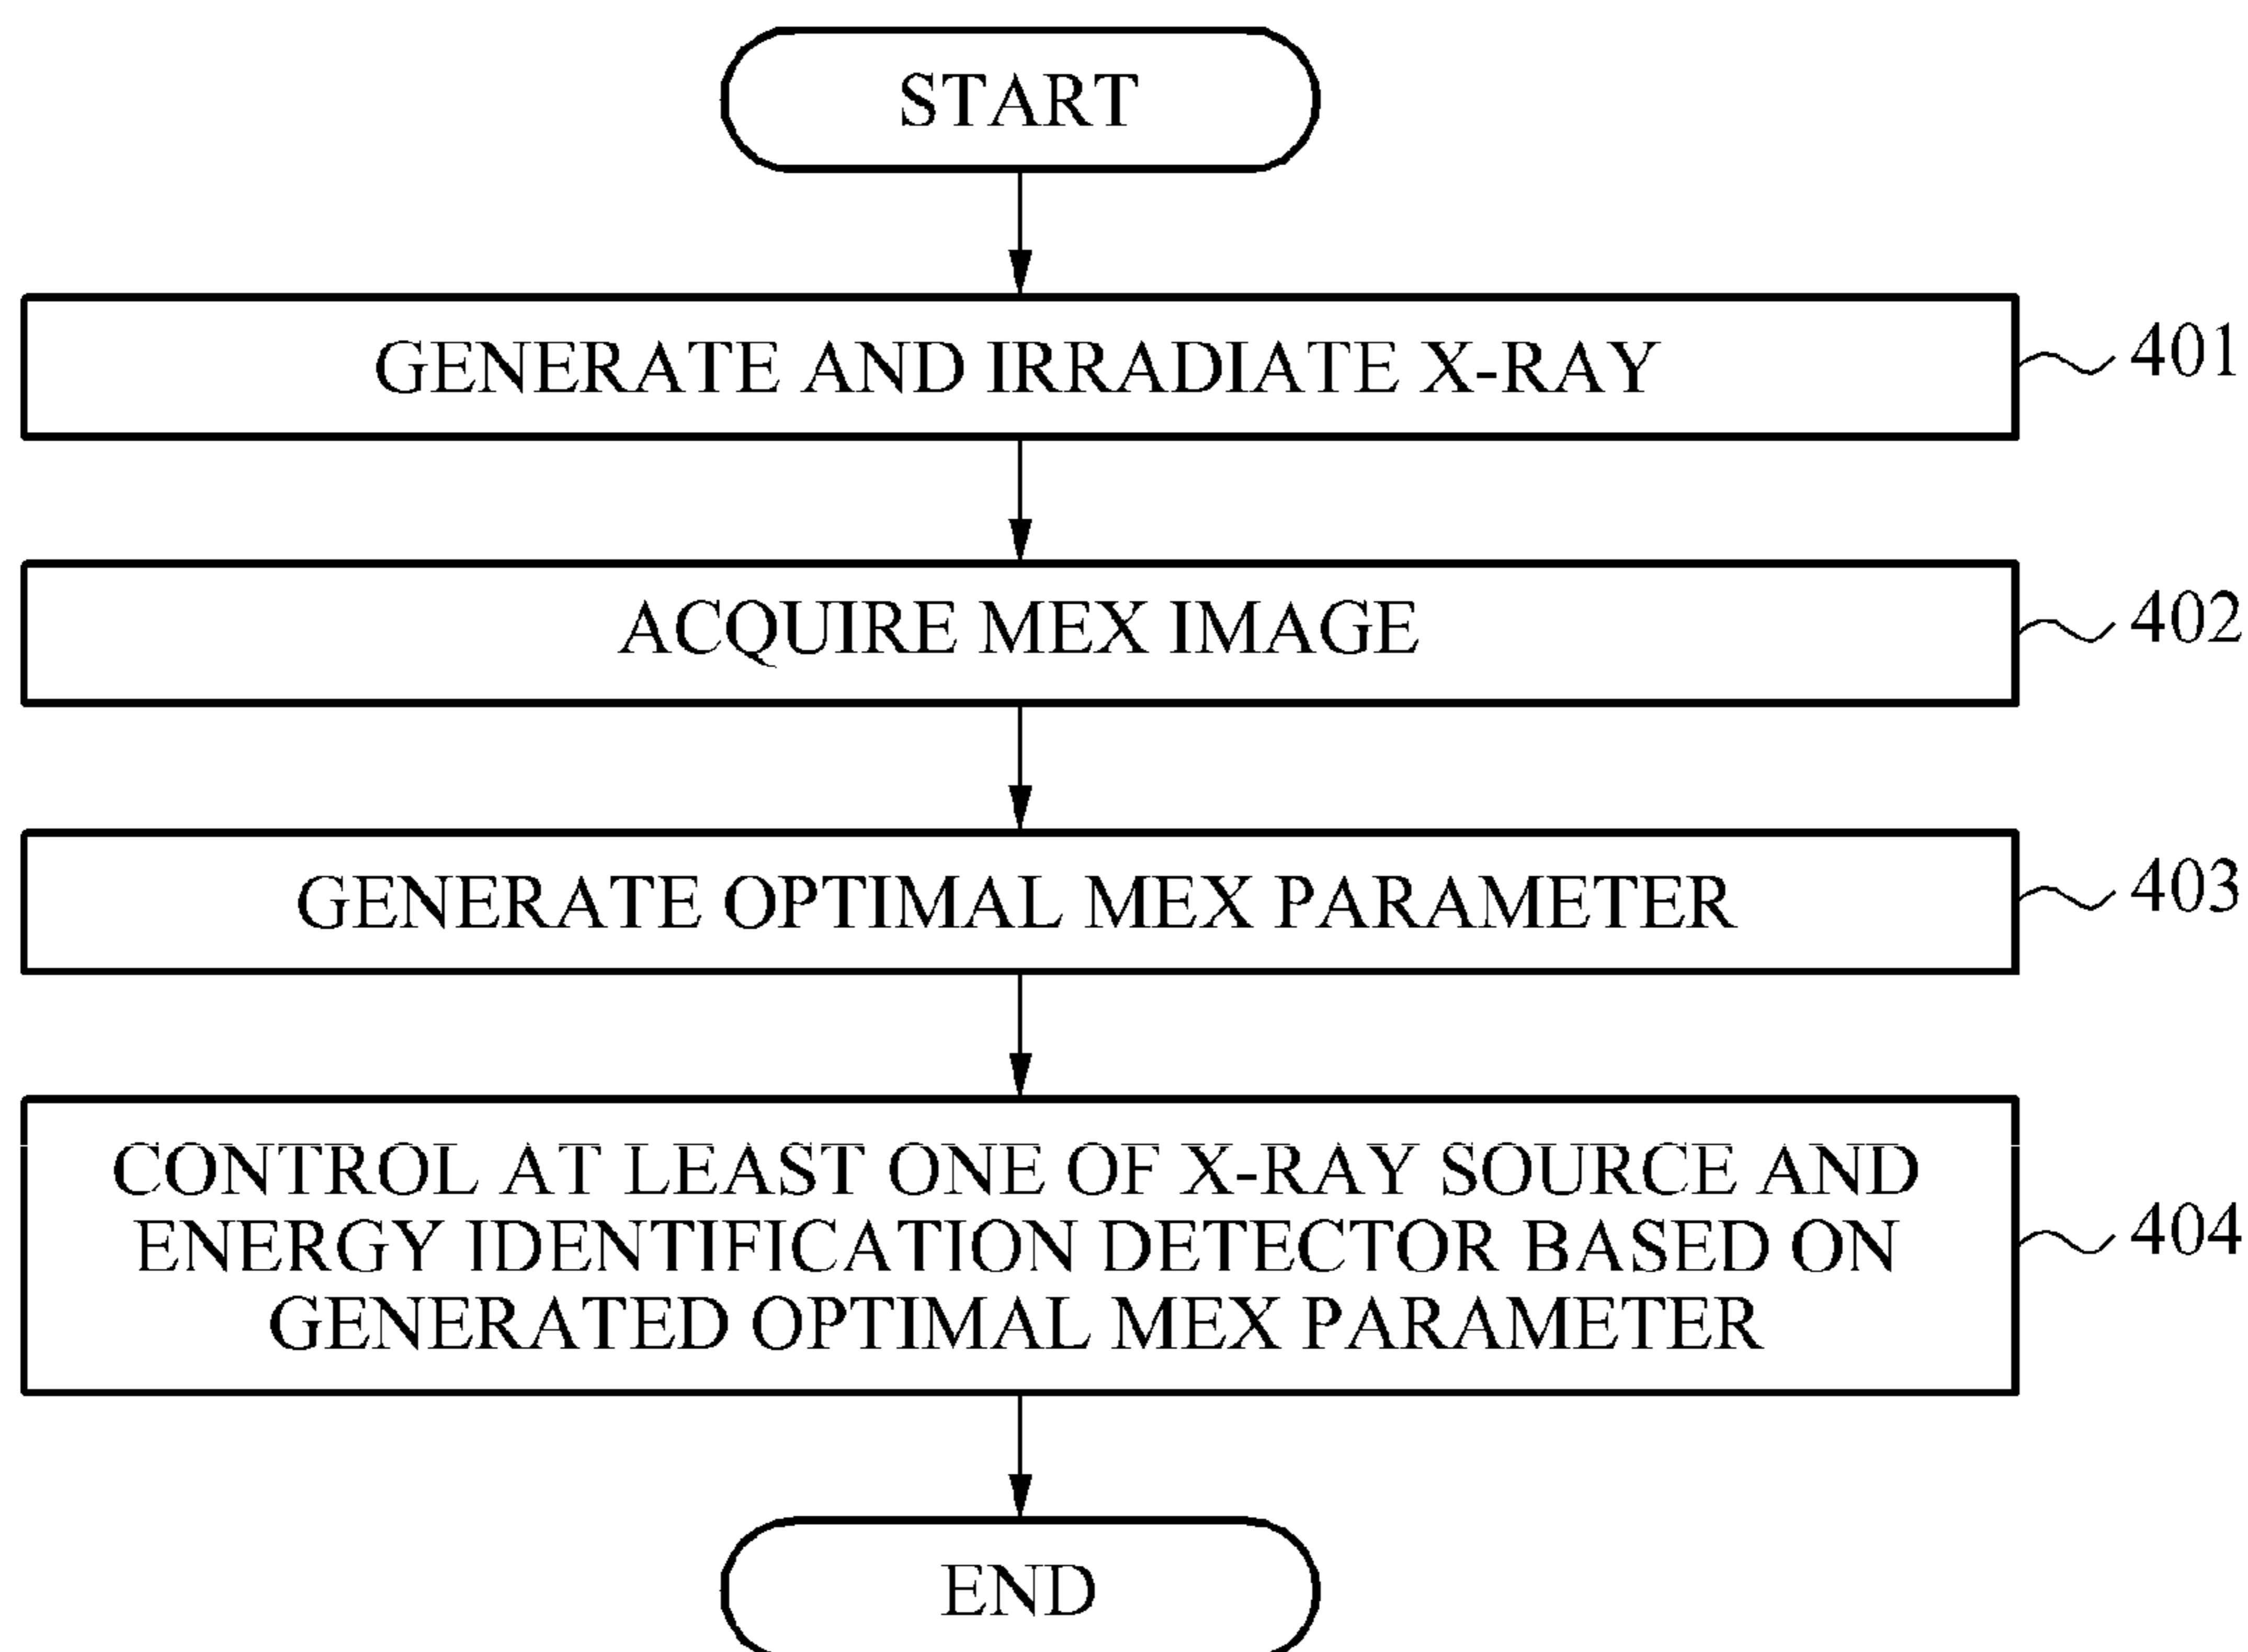 START
GENERATE AND IRRADIATE X-RAY
401
ACQUIRE MEX IMAGE
402
GENERATE OPTIMAL MEX PARAMETER
403
CONTROL AT LEAST ONE OF X-RAY SOURCE AND
ENERGY IDENTIFICATION DETECTOR BASED ON
GENERATED OPTIMAL MEX PARAMETER
404
END